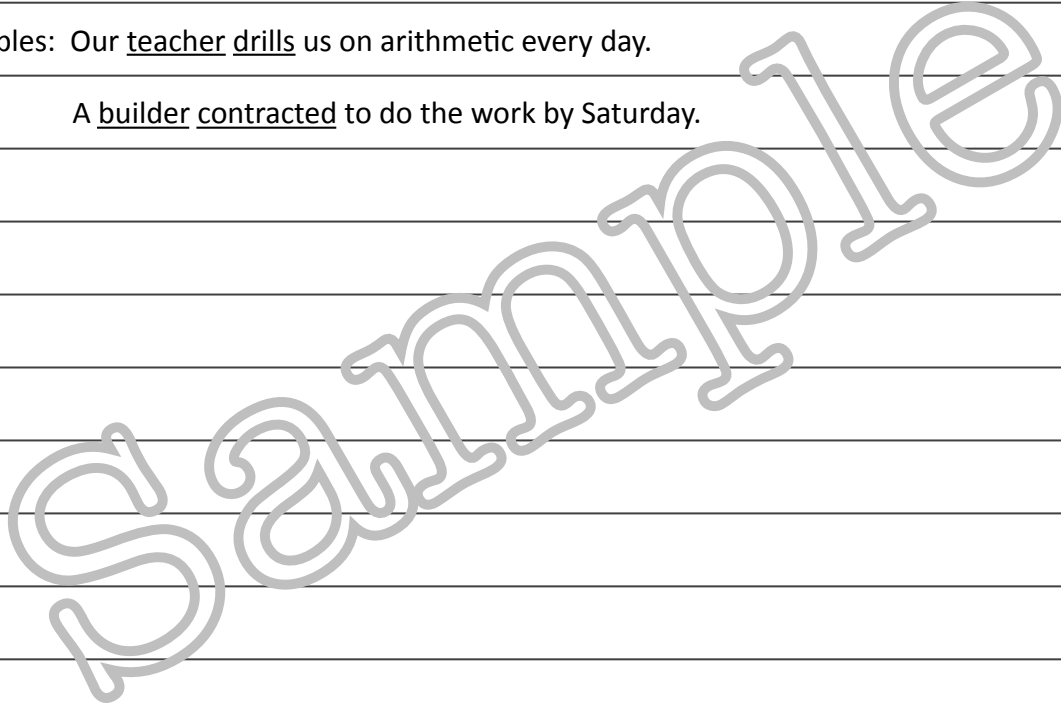 ples: Our teacher drills us on arithmetic every day.
A builder contracted to do the work by Saturday.
Sample